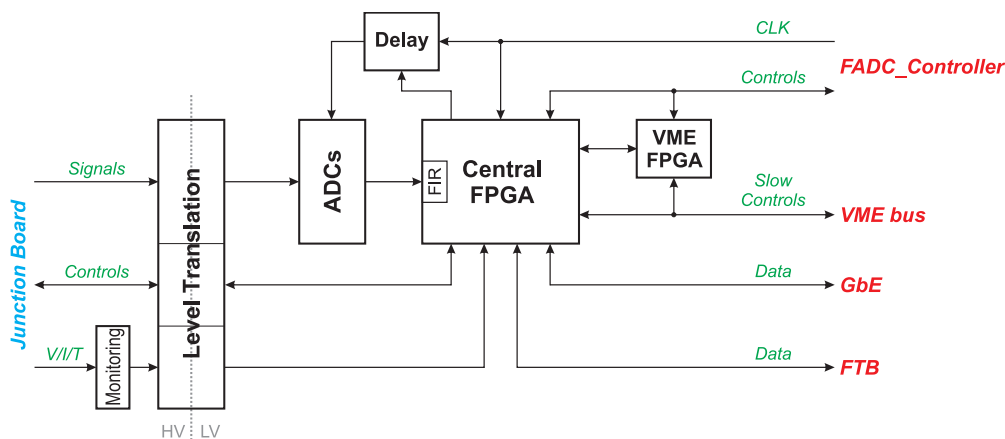 CLK
Delay
FADC_Controller
Controls
VME
FPGA
Signals
Level Translation
ADCs
FIR
Central
FPGA
Slow
Controls
VME bus
Junction Board
Controls
Data
GbE
V/I/T
Monitoring
Data
FTB
HV
LV